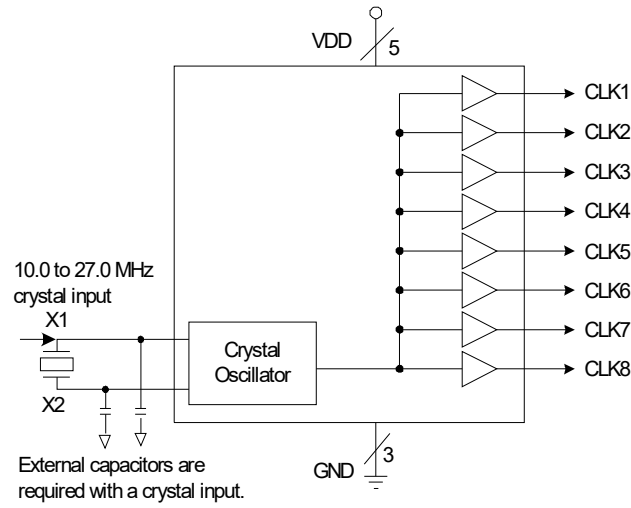 VDD
5
CLK1
CLK2
CLK3
CLK4
CLK5
CLK6
CLK7
CLK8
10.0 to 27.0 MHz
crystal input
X1
X2
Crystal
Oscillator
External capacitors are
required with a crystal input.
GND
3